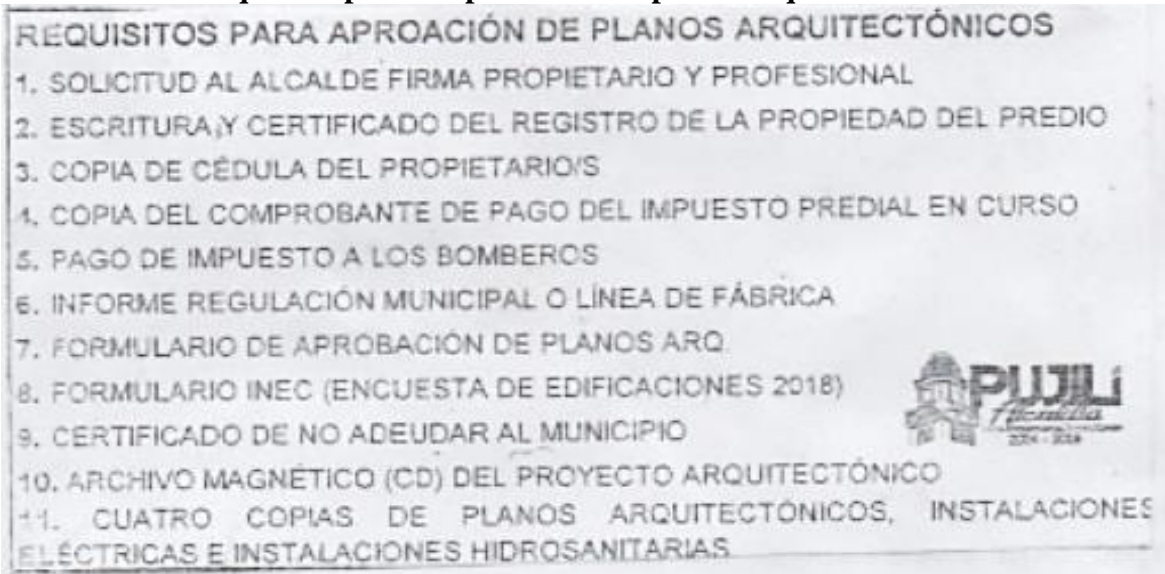 REQUISITOS PARA APROACIÓN DE PLANOS ARQUITECTÓNICOS
1. SOLICITUD AL ALCALDE FIRMA PROPIETARIO Y PROFESIONAL
2. ESCRITURA Y CERTIFICADO DEL REGISTRO DE LA PROPIEDAD DEL PREDIO
3. COPIA DE CÉDULA DEL PROPIETARIO/S
4. COPIA DEL COMPROBANTE DE PAGO DEL IMPUESTO PREDIAL EN CURSO
5. PAGO DE IMPUESTO A LOS BOMBEROS
6. INFORME REGULACIÓN MUNICIPAL O LÍNEA DE FÁBRICA
7. FORMULARIO DE APROBACIÓN DE PLANOS ARQ.
8. FORMULARIO INEC (ENCUESTA DE EDIFICACIONES 2018)
PUJILÍ
Alcaldía
9. CERTIFICADO DE NO ADEUDAR AL MUNICIPIO
10. ARCHIVO MAGNÉTICO (CD) DEL PROYECTO ARQUITECTÓNICO
11. CUATRO COPIAS DE PLANOS ARQUITECTÓNICOS, INSTALACIONES
ELÉCTRICAS E INSTALACIONES HIDROSANITARIAS